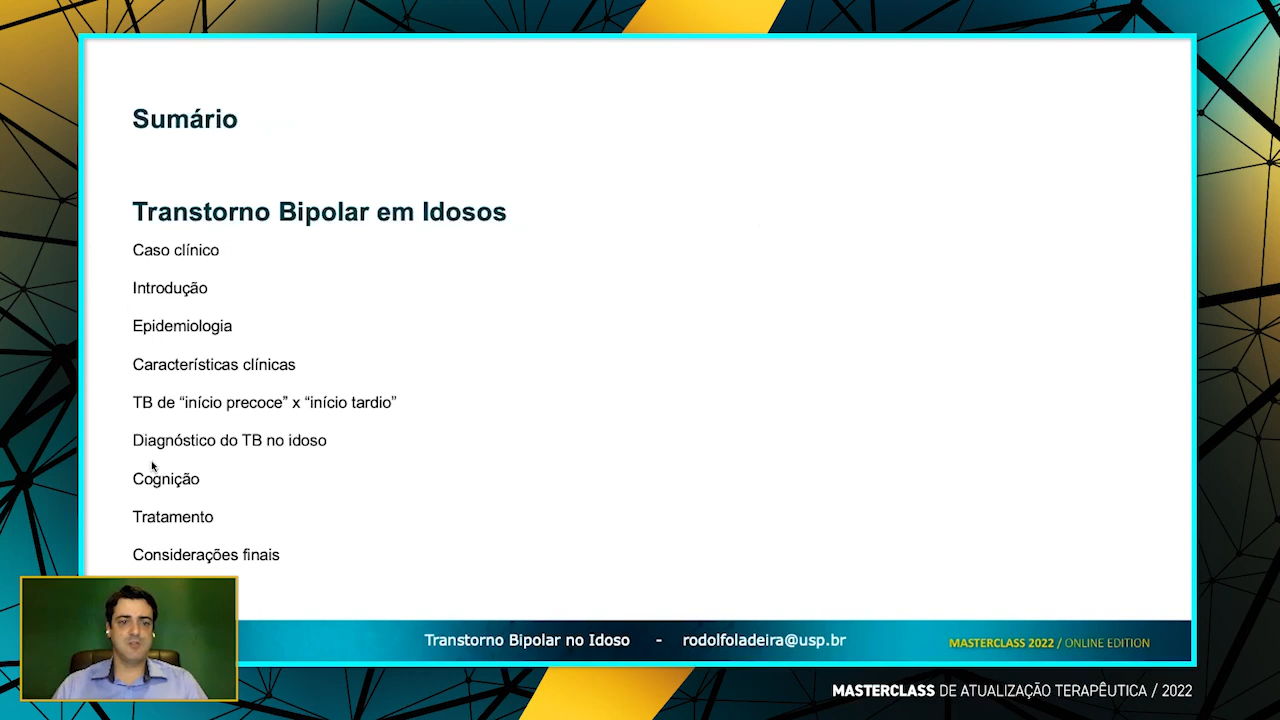 Sumário
Transtorno Bipolar em Idosos
Caso clínico
Introdução
Epidemiologia
Características clínicas
TB de “início precoce” x “início tardio”
Diagnóstico do TB no idoso
Cognição
Tratamento
Considerações finais
Transtorno Bipolar no Idoso - rodolfoladeira@usp.br
MASTERCLASS 2022 / ONLINE EDITION
MASTERCLASS DE ATUALIZAÇÃO TERAPÊUTICA / 2022